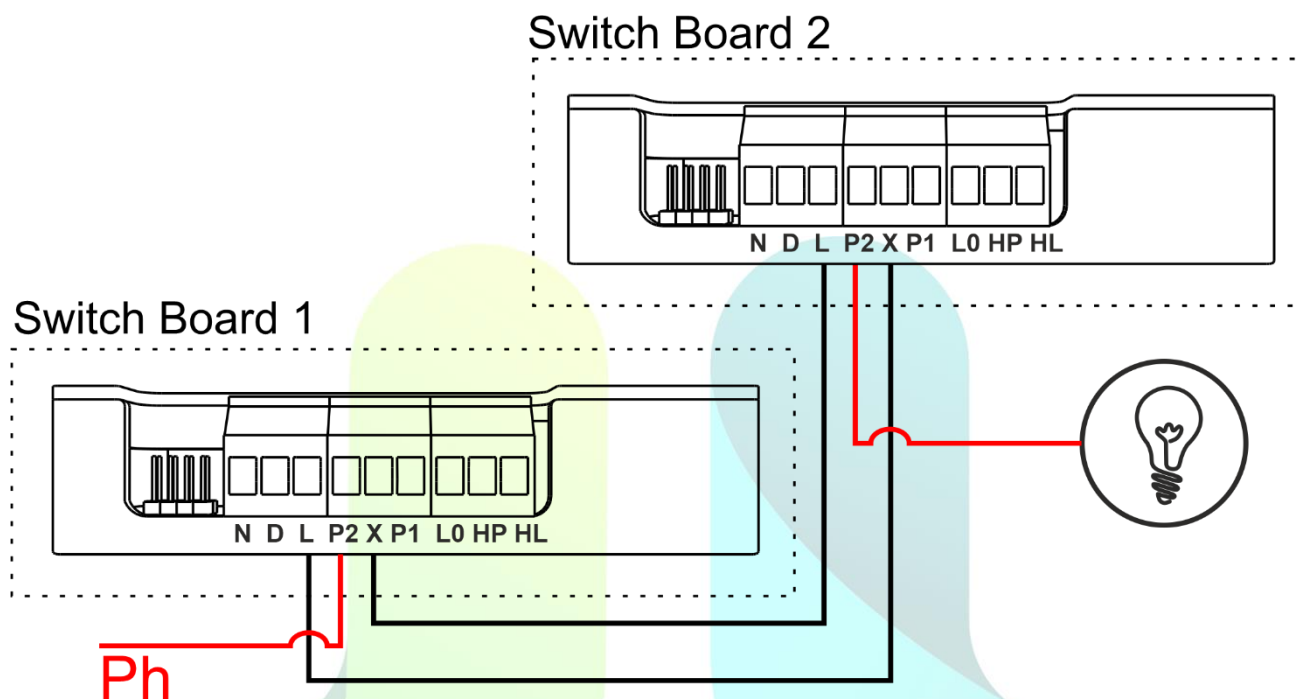 Switch Board 2
N D L P2 X P1 L0 HP HL
Switch Board 1
N D L P2 X P1 L0 HP HL
Ph